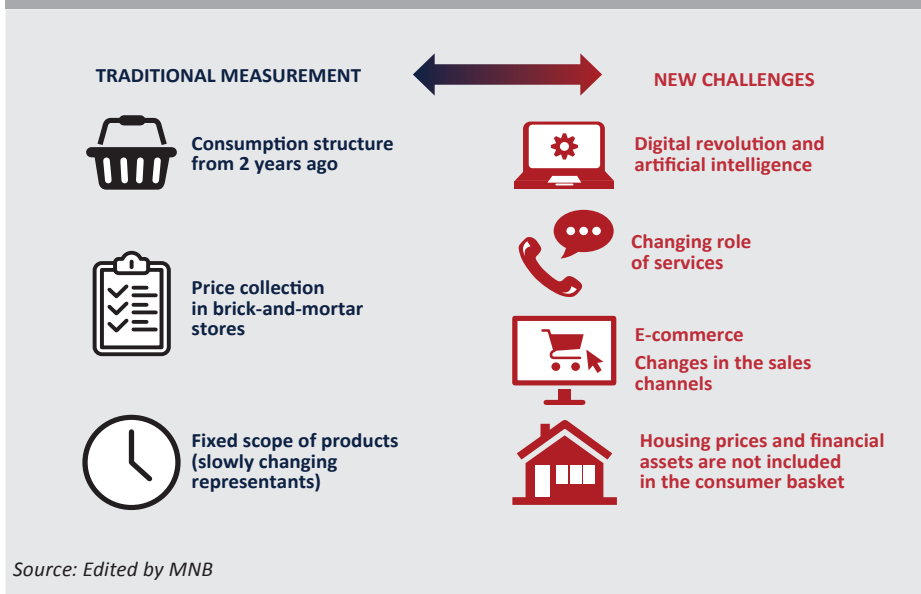 TRADITIONAL MEASUREMENT
Consumption structure
from 2 years ago
Price collection
in brick-and-mortar
stores
Fixed scope of products
(slowly changing
representants)
NEW CHALLENGES
Digital revolution and
artificial intelligence
Changing role
of services
E-commerce
Changes in the sales
channels
Housing prices and financial
assets are not included
in the consumer basket
Source: Edited by MNB